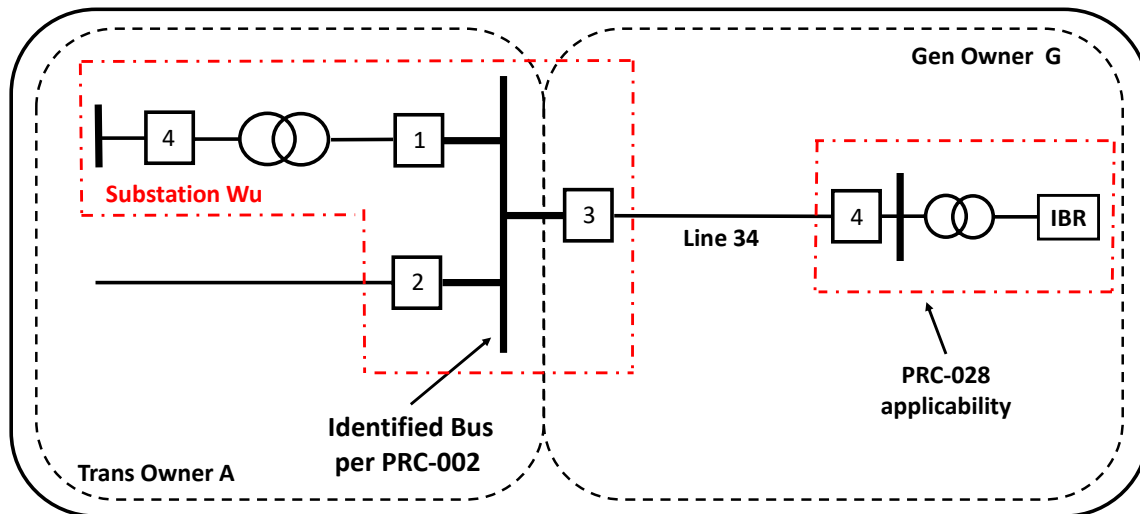 Gen Owner G
4
1
Substation Wu
3
Line 34
4
IBR
2
PRC-028
applicability
Identified Bus
per PRC-002
Trans Owner A